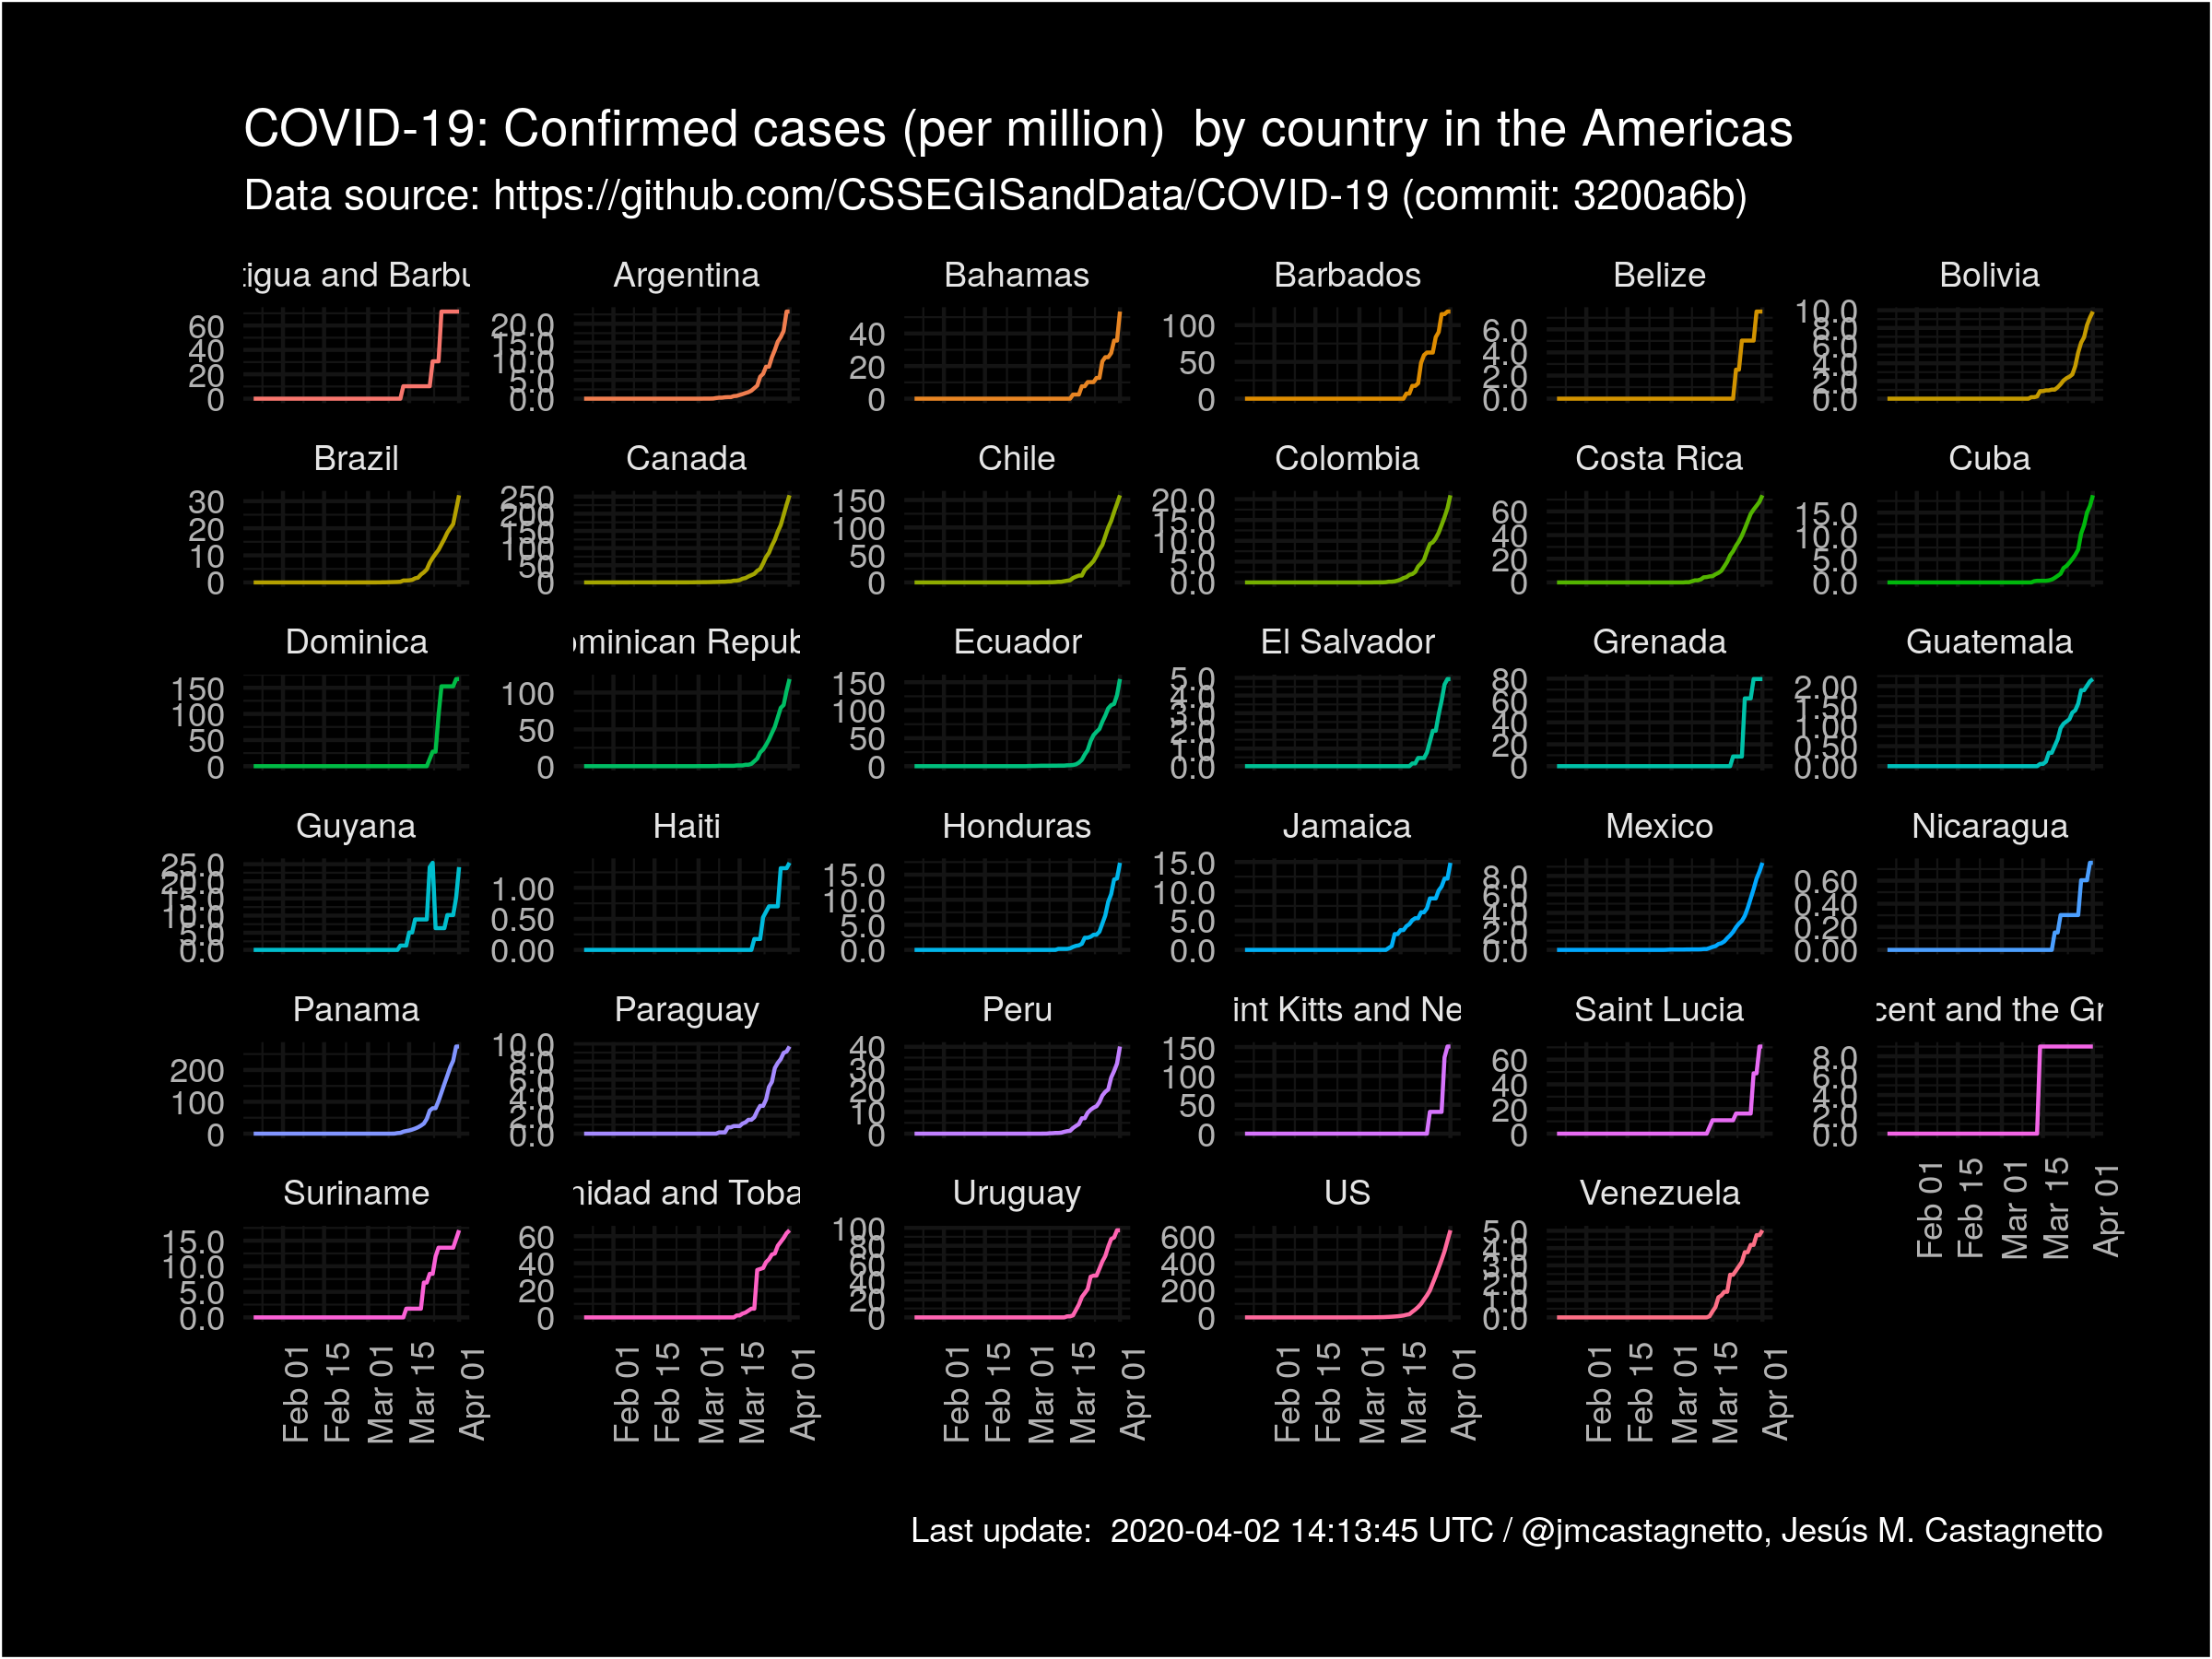 COVID-19: Confirmed cases (per million)  by country in the Americas
Data source: https://github.com/CSSEGISandData/COVID-19 (commit: 3200a6b)
tigua and Barbu
60
40
20
0
Argentina
20.0
15.0
10.0
5.0
0.0
Bahamas
40
20
0
Barbados
100
50
0
Belize
6.0
4.0
2.0
0.0
Bolivia
10.0
8.0
6.0
4.0
2.0
0.0
Brazil
30
20
10
0
Canada
250
200
150
100
50
0
Chile
150
100
50
0
Colombia
20.0
15.0
10.0
5.0
0.0
Costa Rica
60
40
20
0
Cuba
15.0
10.0
5.0
0.0
Dominica
150
100
50
0
ominican Repub
100
50
0
Ecuador
150
100
50
0
El Salvador
5.0
4.0
3.0
2.0
1.0
0.0
Grenada
80
60
40
20
0
Guatemala
2.00
1.50
1.00
0.50
0.00
Guyana
25.0
20.0
15.0
10.0
5.0
0.0
Haiti
1.00
0.50
0.00
Honduras
15.0
10.0
5.0
0.0
Jamaica
15.0
10.0
5.0
0.0
Mexico
8.0
6.0
4.0
2.0
0.0
Nicaragua
0.60
0.40
0.20
0.00
Panama
200
100
0
Paraguay
10.0
8.0
6.0
4.0
2.0
0.0
Peru
40
30
20
10
0
int Kitts and Ne
150
100
50
0
Saint Lucia
60
40
20
0
cent and the Gr
8.0
6.0
4.0
2.0
0.0
Feb 01
Feb 15
Mar 01
Mar 15
Apr 01
Suriname
15.0
10.0
5.0
0.0
Feb 01
Feb 15
Mar 01
Mar 15
Apr 01
nidad and Toba
60
40
20
0
Feb 01
Feb 15
Mar 01
Mar 15
Apr 01
Uruguay
100
80
60
40
20
0
Feb 01
Feb 15
Mar 01
Mar 15
Apr 01
US
600
400
200
0
Feb 01
Feb 15
Mar 01
Mar 15
Apr 01
Venezuela
5.0
4.0
3.0
2.0
1.0
0.0
Feb 01
Feb 15
Mar 01
Mar 15
Apr 01
Last update:  2020-04-02 14:13:45 UTC / @jmcastagnetto, Jesús M. Castagnetto